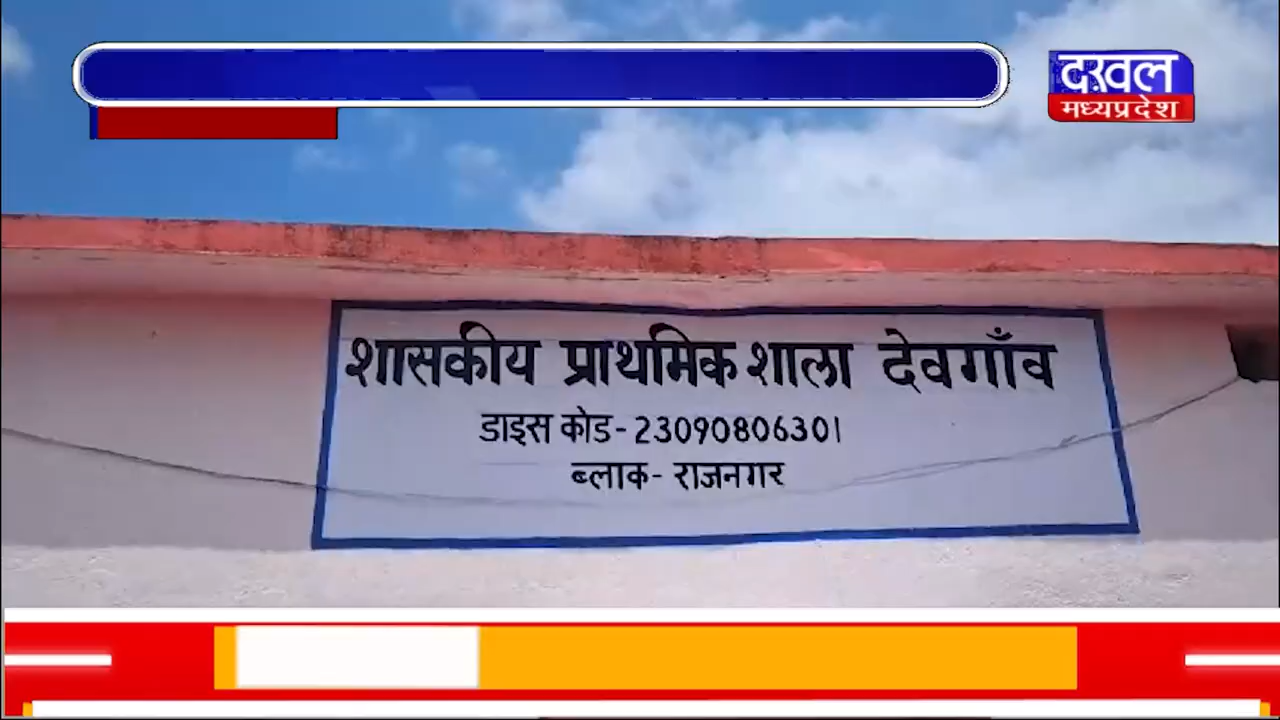 दखल
मध्यप्रदेश
शासकीय प्राथमिक शाला देवगाँव
डाइस कोड-23090806301
ब्लाक- राजनगर